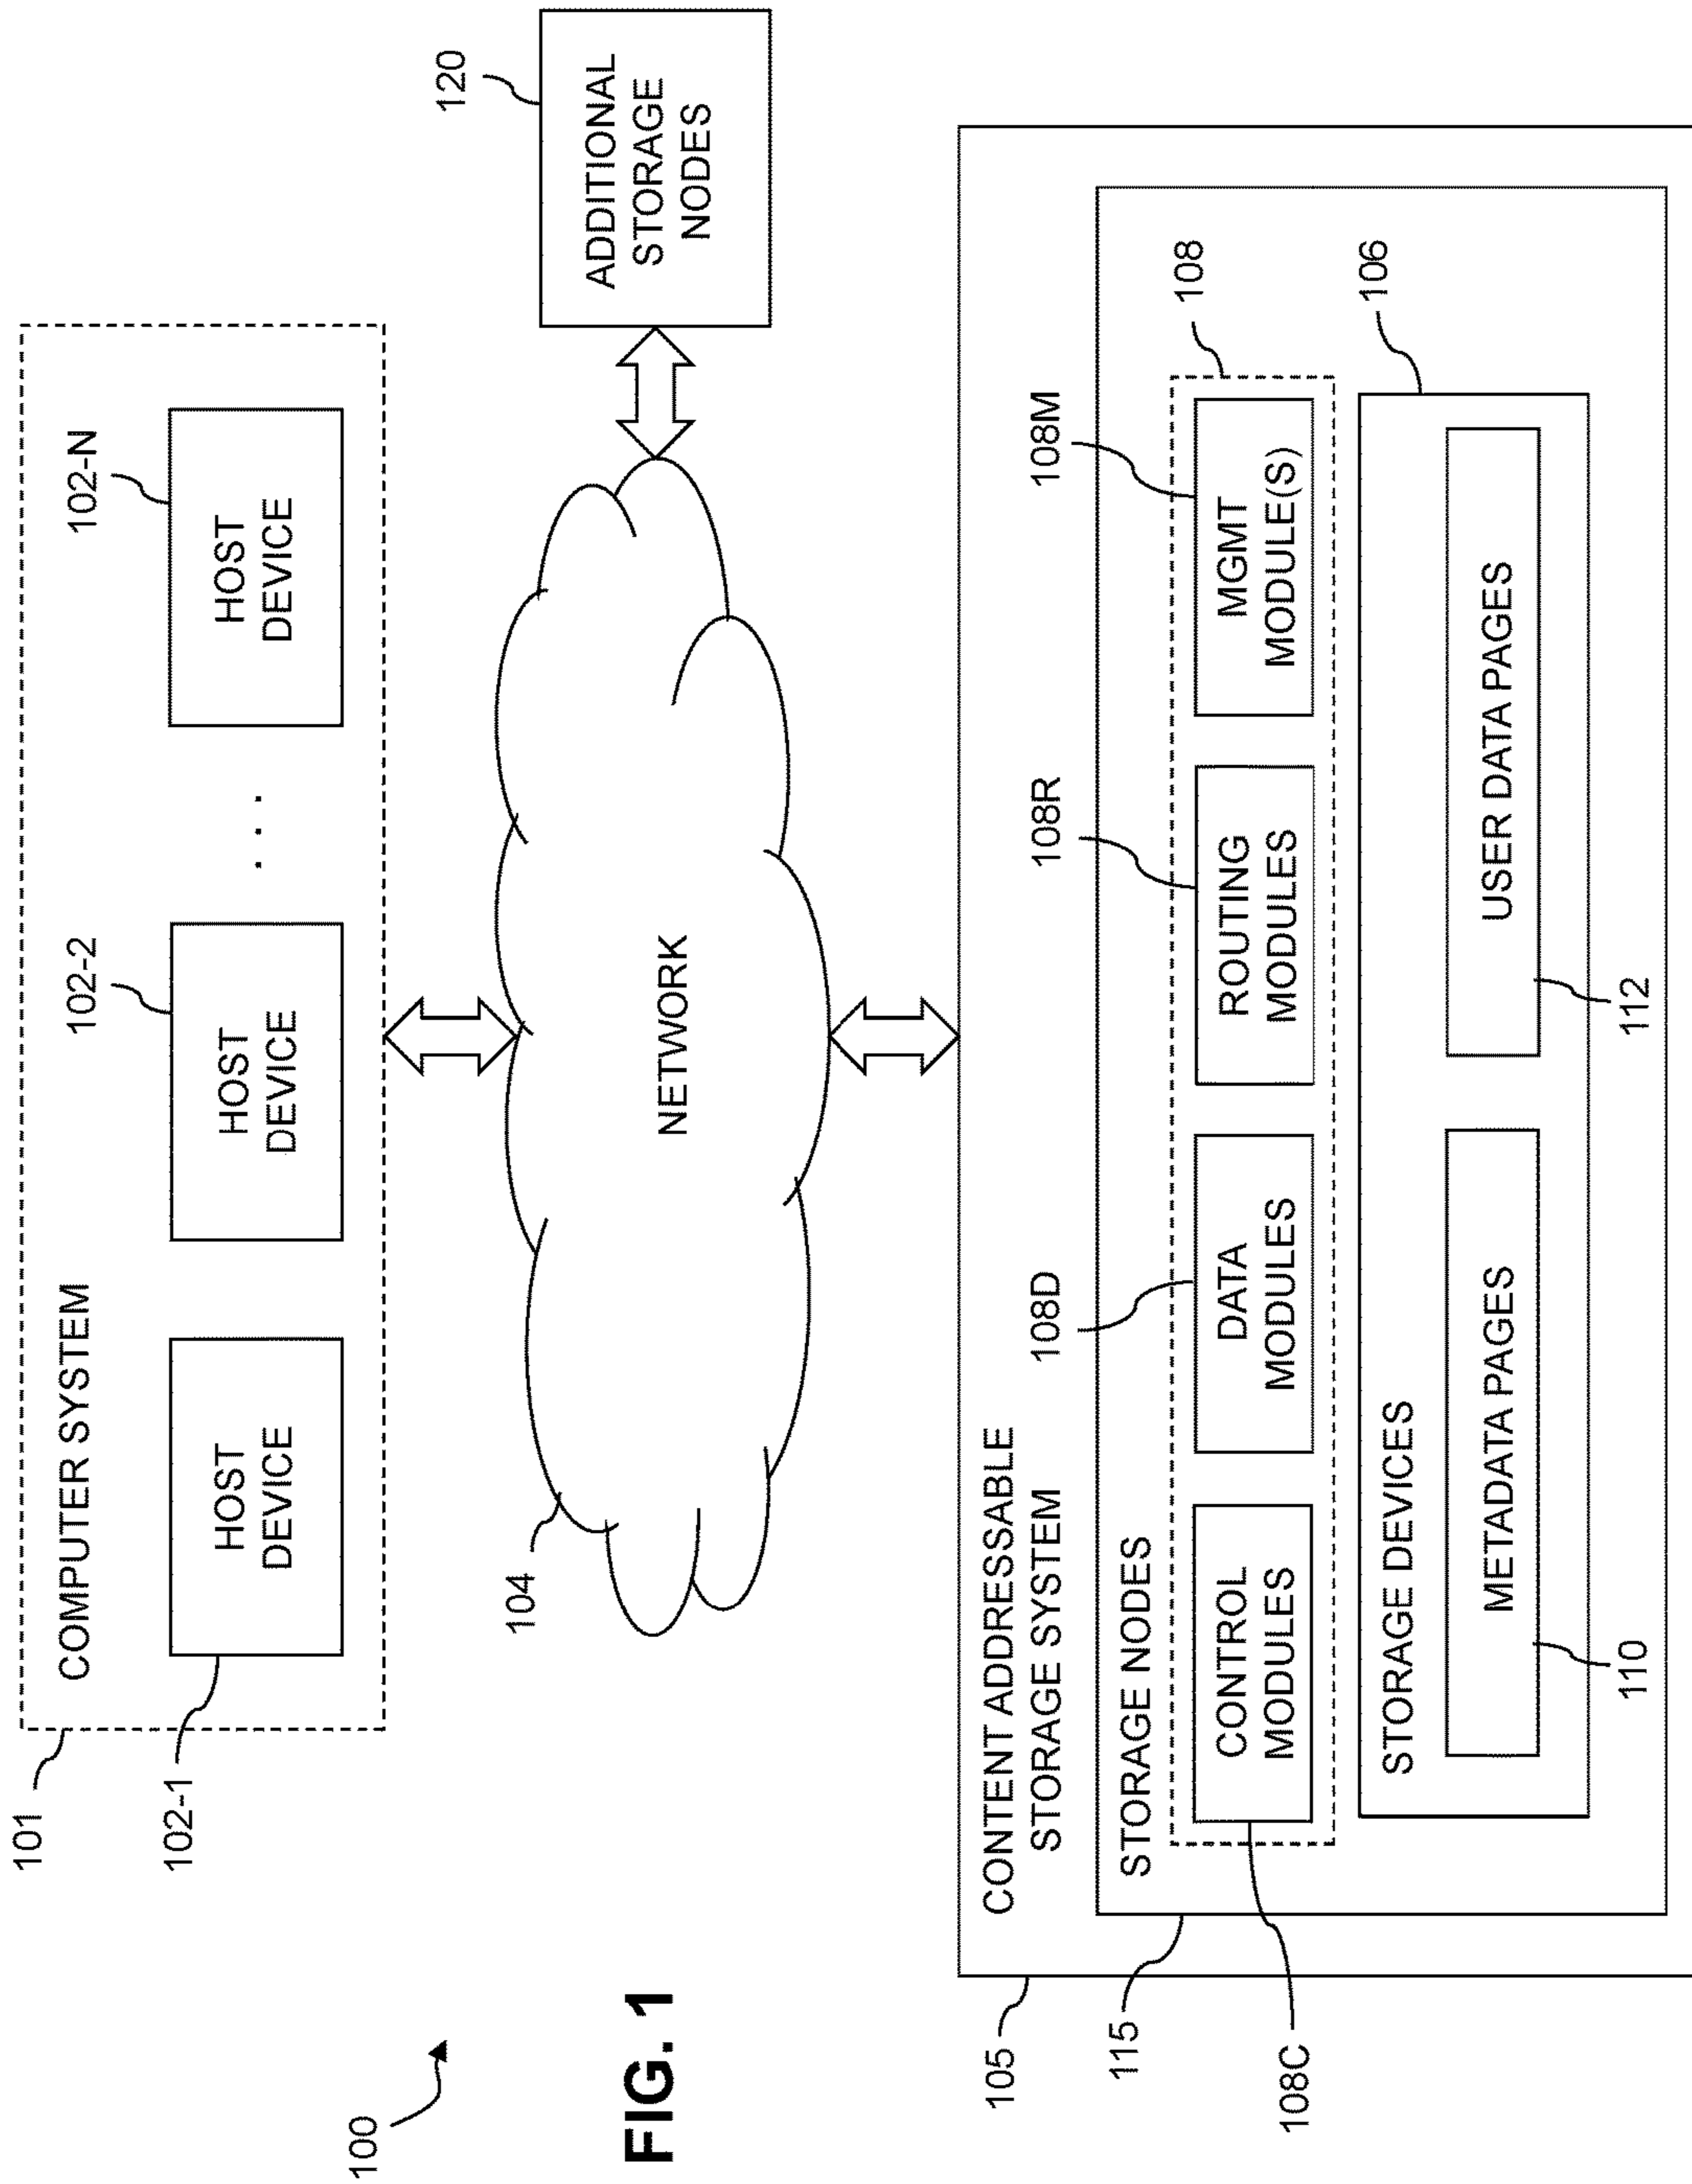 100
FIG. 1
101
COMPUTER SYSTEM
102-1
HOST
DEVICE
102-2
HOST
DEVICE
. . .
102-N
HOST
DEVICE
104
NETWORK
120
ADDITIONAL
STORAGE
NODES
105
CONTENT ADDRESSABLE
STORAGE SYSTEM
115
STORAGE NODES
108
108C
CONTROL
MODULES
108D
DATA
MODULES
108R
ROUTING
MODULES
108M
MGMT
MODULE(S)
106
STORAGE DEVICES
METADATA PAGES
110
USER DATA PAGES
112